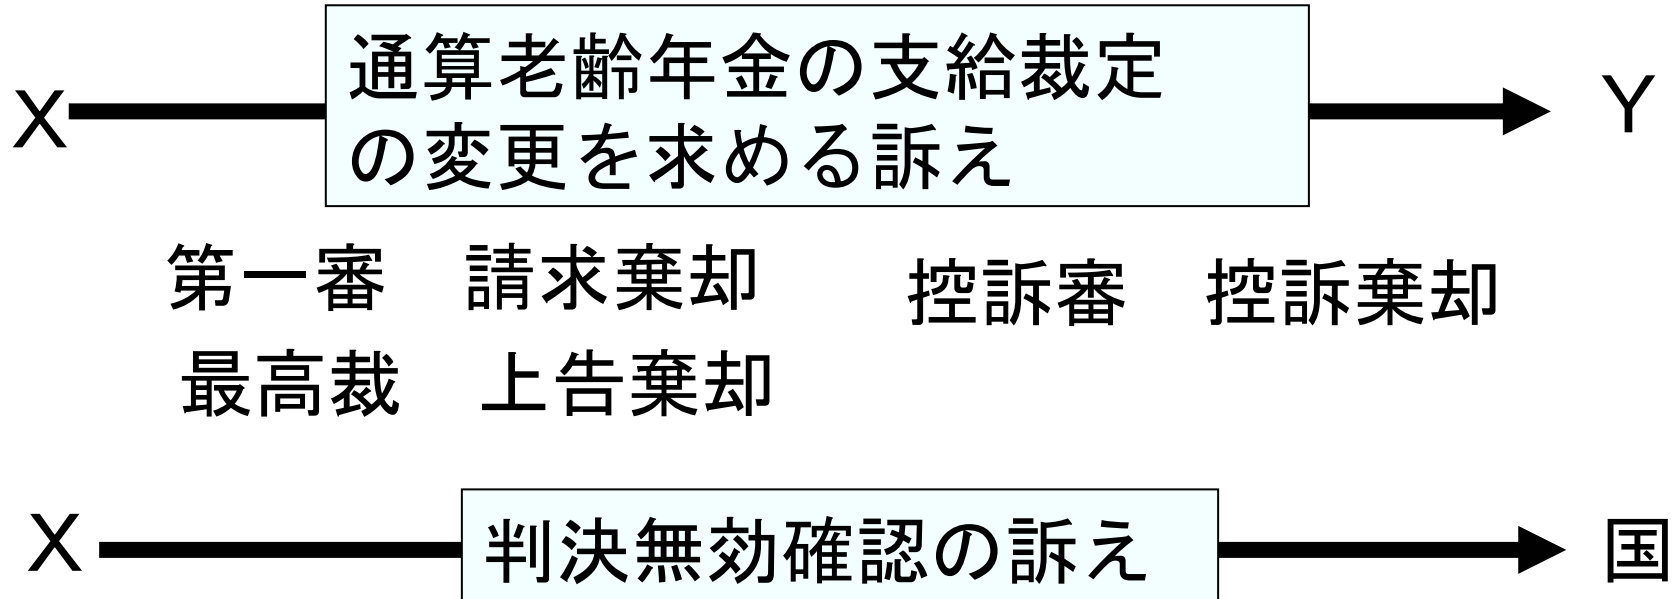 X
通算老齢年金の支給裁定
の変更を求める訴え
Y
第一審　請求棄却
控訴審　控訴棄却
最高裁　上告棄却
X
判決無効確認の訴え
国